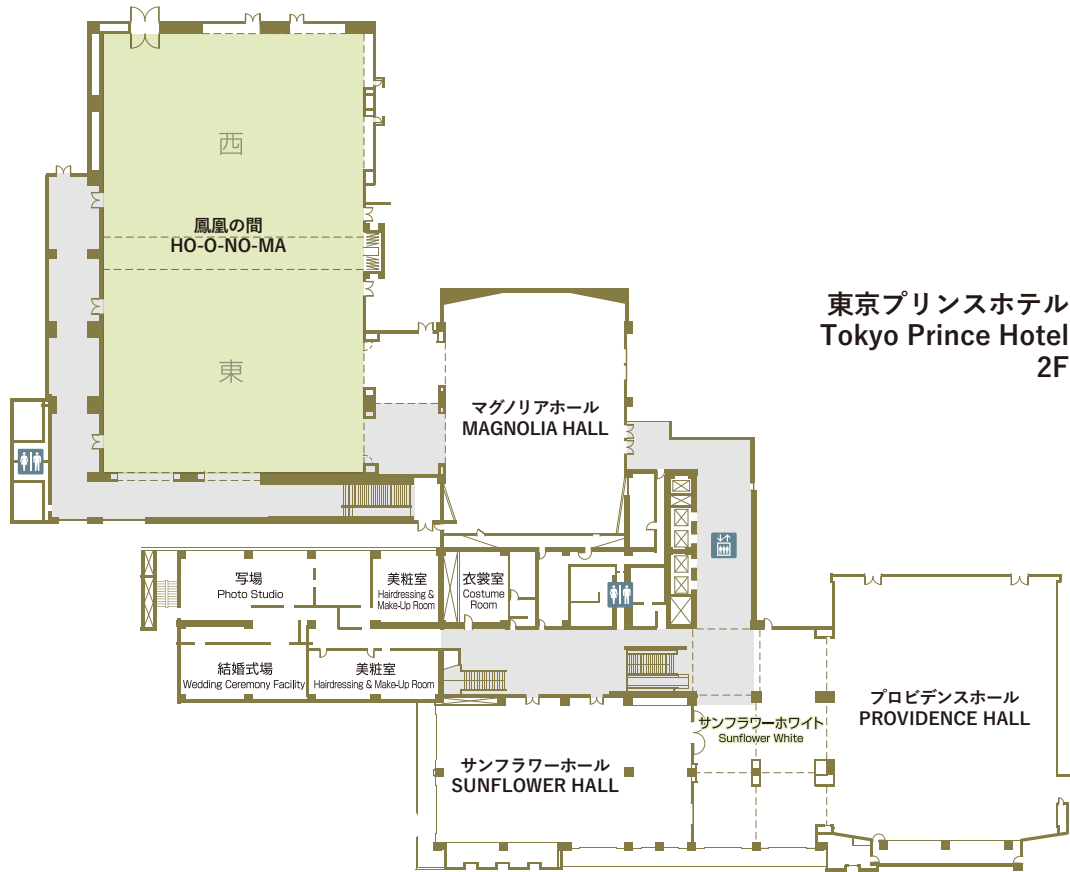 西
鳳凰の間
HO-O-NO-MA
東
東京プリンスホテル
Tokyo Prince Hotel
2F
マグノリアホール
MAGNOLIA HALL
写場
Photo Studio
美粧室
Hairdressing &
Make-Up Room
衣裳室
Costume
Room
結婚式場
Wedding Ceremony Facility
美粧室
Hairdressing & Make-Up Room
サンフラワーホワイト
Sunflower White
プロビデンスホール
PROVIDENCE HALL
サンフラワーホール
SUNFLOWER HALL